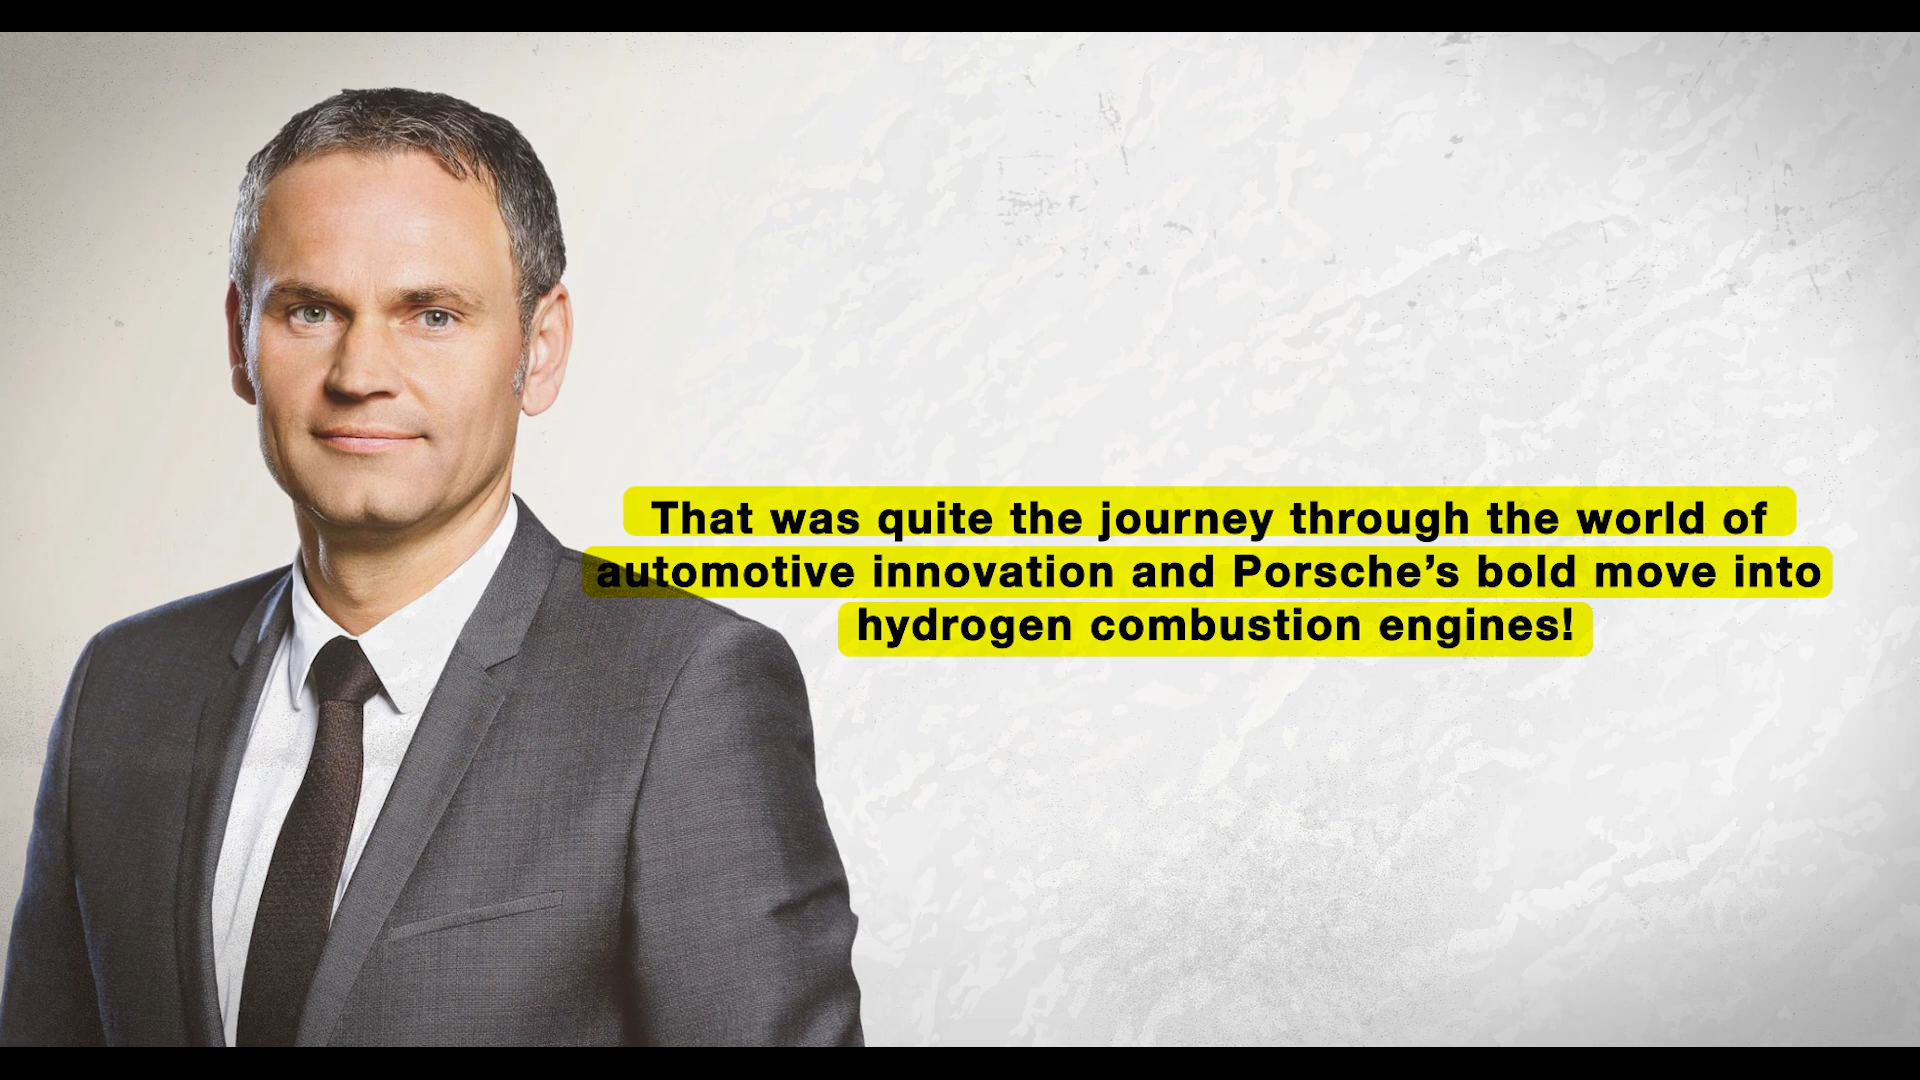 That was quite the journey through the world of
automotive innovation and Porsche’s bold move into
hydrogen combustion engines!